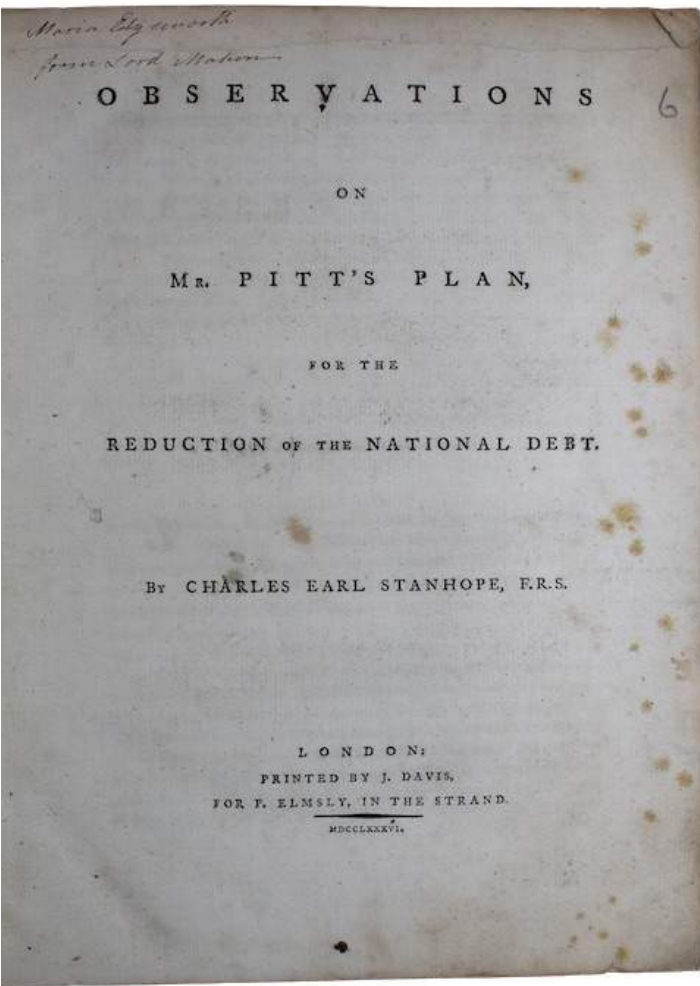 Maria Edgeworth
from Lord Mahon
6
OBSERVATIONS
ON
MR. PITT'S PLAN,
FOR THE
REDUCTION OF THE NATIONAL DEBT.
BY CHARLES EARL STANHOPE, F.R.S.
LONDON:
PRINTED BY J. DAVIS,
FOR P. ELMSLY, IN THE STRAND.
MDCCLXXXVI.